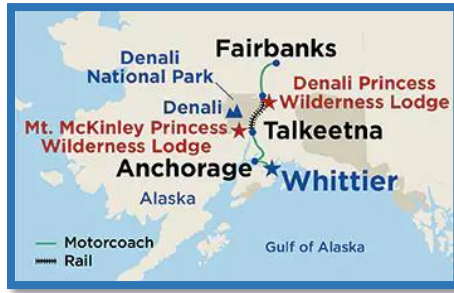 Fairbanks
Denali
National Park
Denali Princess
Wilderness Lodge
Denali
Mt. McKinley Princess
Wilderness Lodge
Talkeetna
Anchorage
Whittier
Alaska
Motorcoach
Rail
Gulf of Alaska